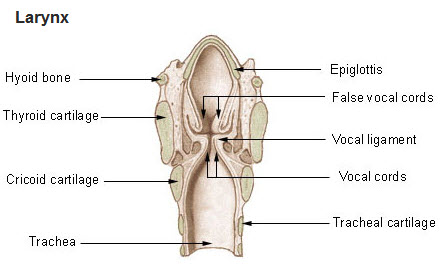 Larynx
Hyoid bone
Epiglottis
False vocal cords
Thyroid cartilage
Vocal ligament
Cricoid cartilage
Vocal cords
Tracheal cartilage
Trachea